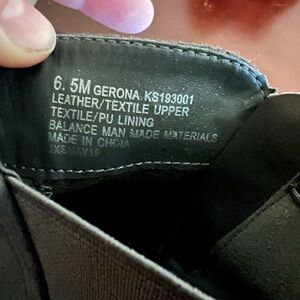 6.5M GERONA KS193001
LEATHER/TEXTILE UPPER
TEXTILE/PU LINING
BALANCE MAN MADE MATERIALS
MADE IN CHINA